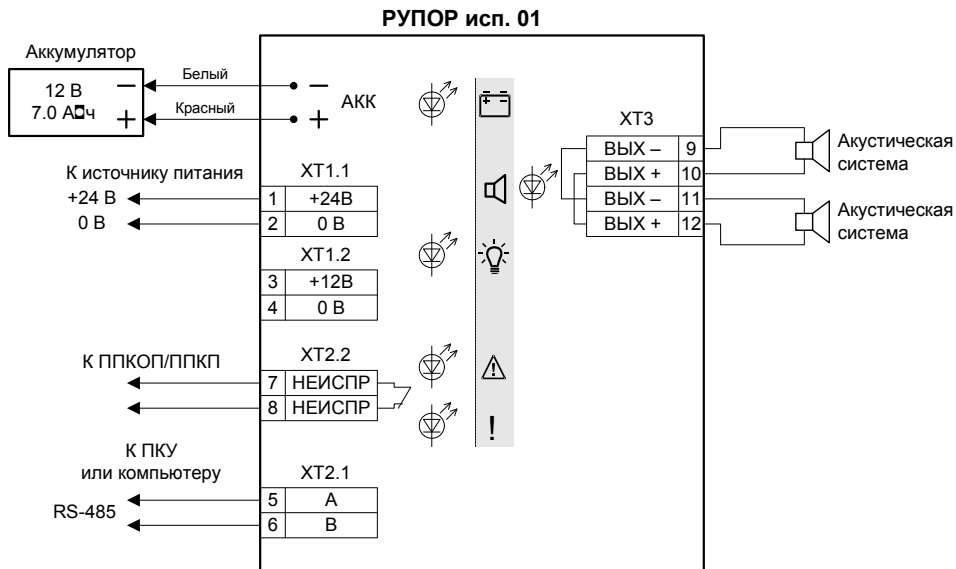 РУПОР исп. 01
Аккумулятор
12 В
7.0 А◘ч
−
+
Белый
Красный
−
+
АКК
К источнику питания
+24 В
0 В
XT1.1
1 +24В
2 0 В
XT1.2
3 +12В
4 0 В
К ППКОП/ППКП
XT2.2
7 НЕИСПР
8 НЕИСПР
К ПКУ
или компьютеру
RS-485
XT2.1
5 A
6 B
+ −
!
!
XT3
ВЫХ – 9
ВЫХ + 10
ВЫХ – 11
ВЫХ + 12
Акустическая
система
Акустическая
система